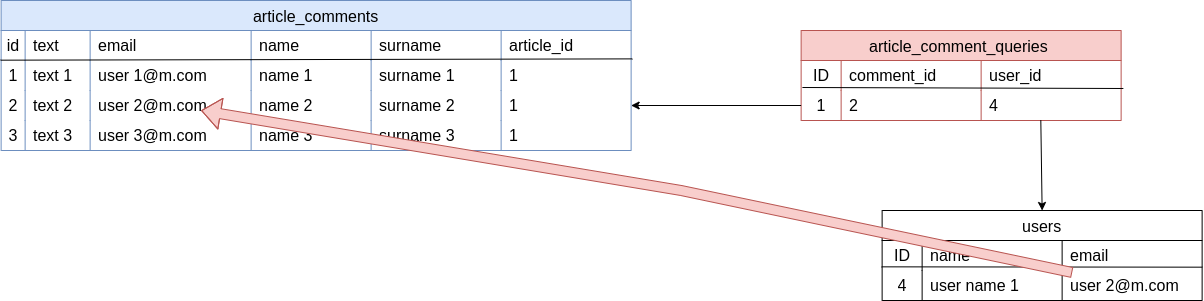 article_comments
id text email name surname article_id
1 text 1 user 1@m.com name 1 surname 1 1
2 text 2 user 2@m.com name 2 surname 2 1
3 text 3 user 3@m.com name 3 surname 3 1
article_comment_queries
ID comment_id user_id
1 2 4
users
ID name email
4 user name 1 user 2@m.com